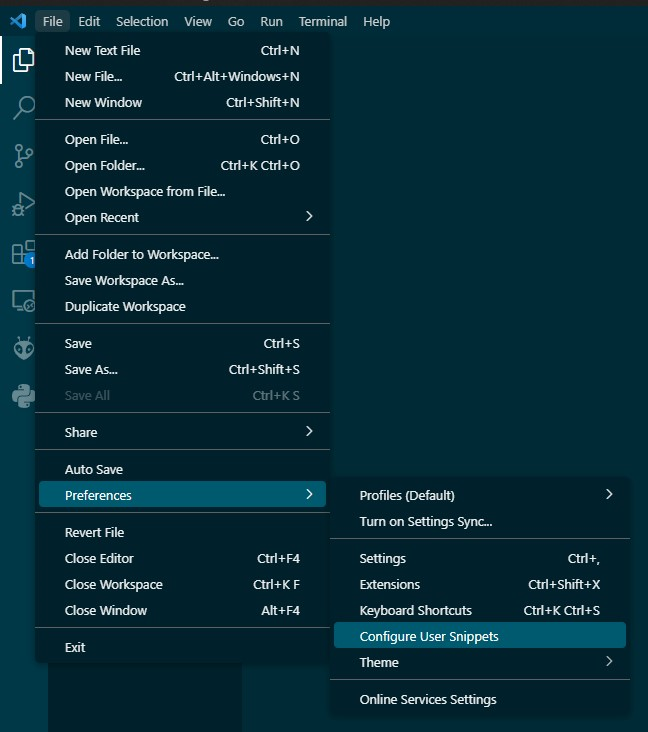 File Edit Selection View Go Run Terminal Help
New Text File Ctrl+N
New File... Ctrl+Alt+Windows+N
New Window Ctrl+Shift+N
Open File... Ctrl+O
Open Folder... Ctrl+K Ctrl+O
Open Workspace from File...
Open Recent
Add Folder to Workspace...
Save Workspace As...
Duplicate Workspace
Save Ctrl+S
Save As... Ctrl+Shift+S
Save All Ctrl+K S
Share
Auto Save
Preferences
Revert File
Close Editor Ctrl+F4
Close Workspace Ctrl+K F
Close Window Alt+F4
Exit
Profiles (Default)
Turn on Settings Sync...
Settings Ctrl+,
Extensions Ctrl+Shift+X
Keyboard Shortcuts Ctrl+K Ctrl+S
Configure User Snippets
Theme
Online Services Settings
1